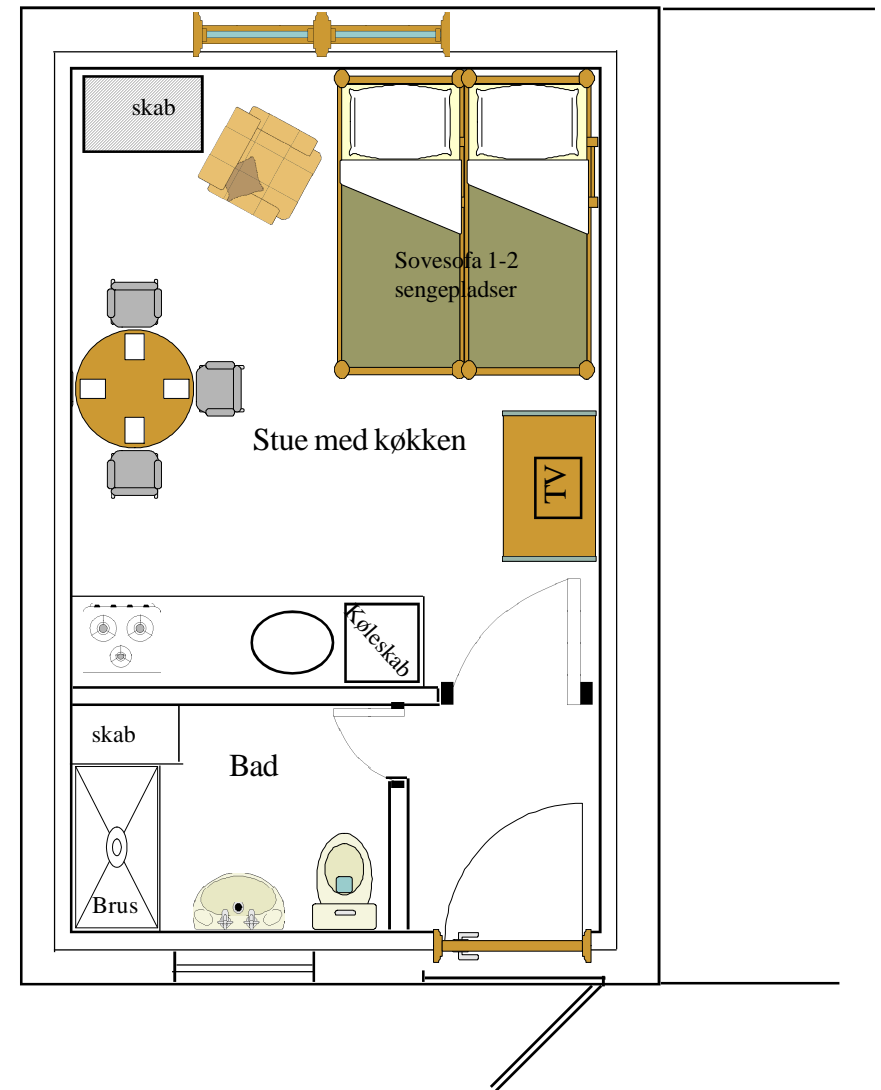 skab
Sovesofa 1-2
sengepladser
Stue med køkken
TV
Køleskab
skab
Bad
Brus